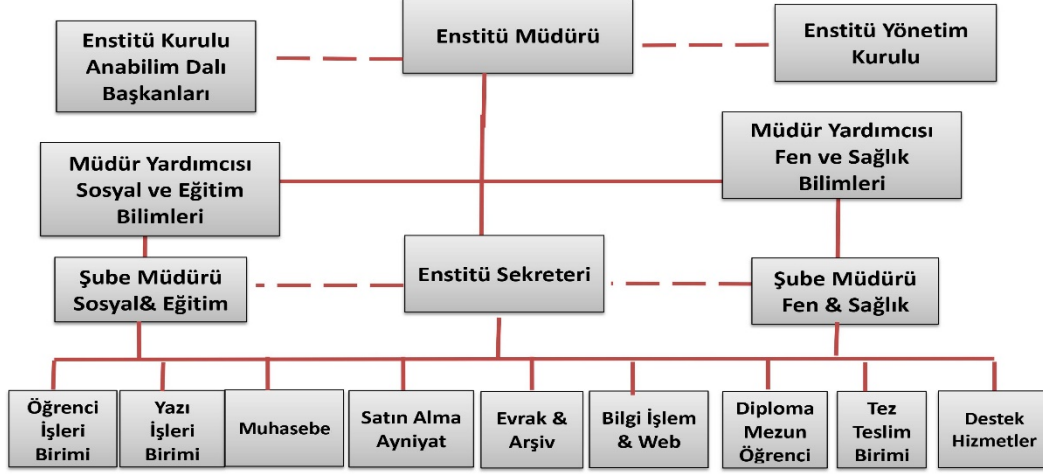 Enstitü Kurulu
Anabilim Dalı
Başkanları
Enstitü Müdürü
Enstitü Yönetim
Kurulu
Müdür Yardımcısı
Sosyal ve Eğitim
Bilimleri
Müdür Yardımcısı
Fen ve Sağlık
Bilimleri
Şube Müdürü
Sosyal& Eğitim
Enstitü Sekreteri
Şube Müdürü
Fen & Sağlık
Öğrenci
İşleri
Birimi
Yazı
İşleri
Birimi
Muhasebe
Satın Alma
Ayniyat
Evrak &
Arşiv
Bilgi İşlem
& Web
Diploma
Mezun
Öğrenci
Tez
Teslim
Birimi
Destek
Hizmetler